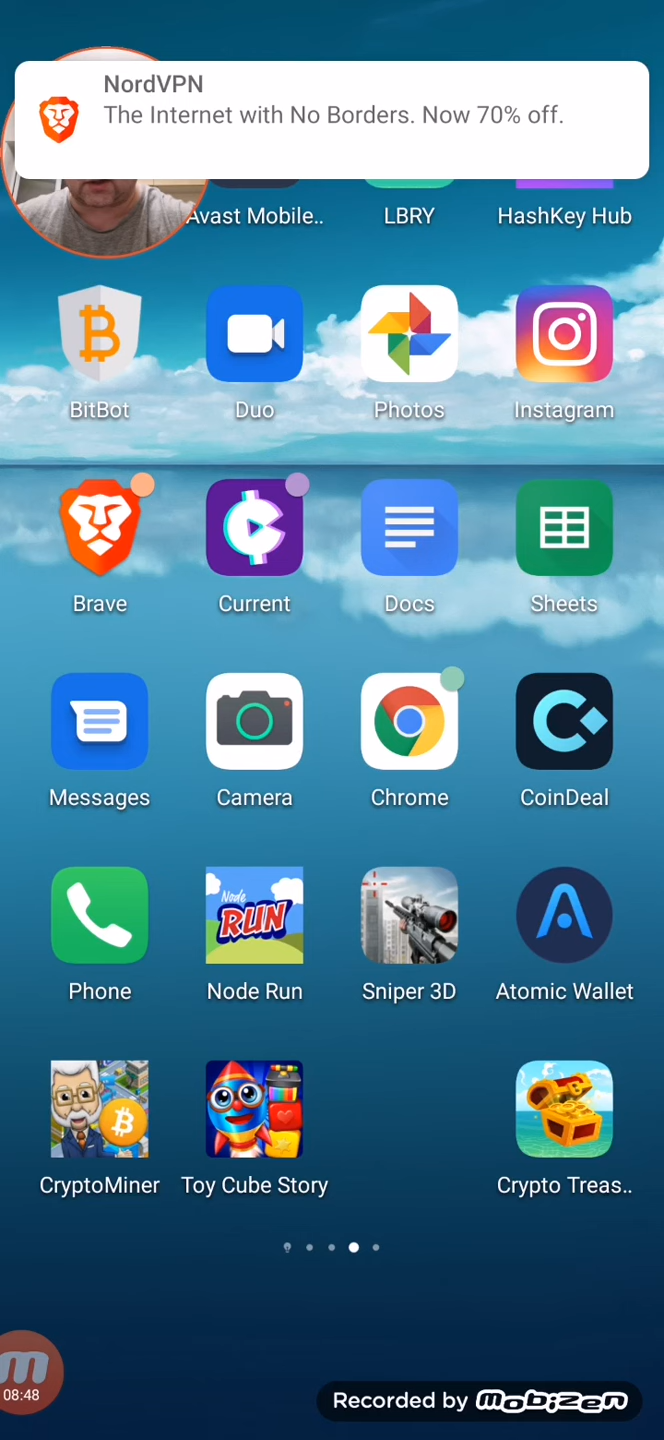 NordVPN
The Internet with No Borders. Now 70% off.
Avast Mobile..
LBRY
HashKey Hub
BitBot
Duo
Photos
Instagram
Brave
Current
Docs
Sheets
Messages
Camera
Chrome
CoinDeal
Node
RUN
Phone
Node Run
Sniper 3D
Atomic Wallet
CryptoMiner
Toy Cube Story
Crypto Treas..
08:48
Recorded by mobizen